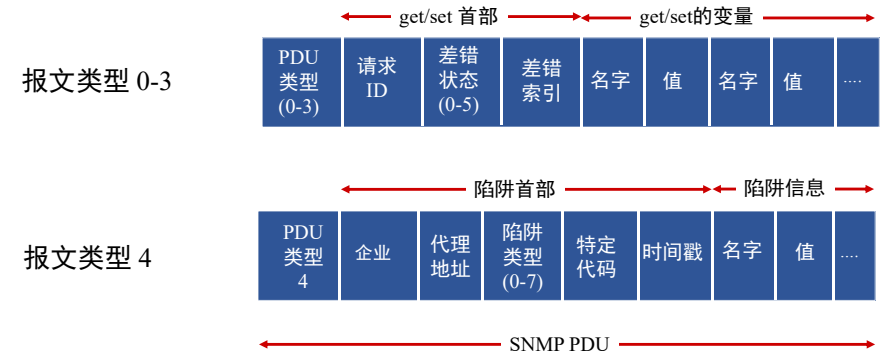 get/set 首部
get/set的变量
报文类型 0-3
PDU
类型
(0-3)
请求
ID
差错
状态
(0-5)
差错
索引
名字
值
名字
值
....
陷阱首部
陷阱信息
报文类型 4
PDU
类型
4
企业
代理
地址
陷阱
类型
(0-7)
特定
代码
时间戳
名字
值
....
SNMP PDU